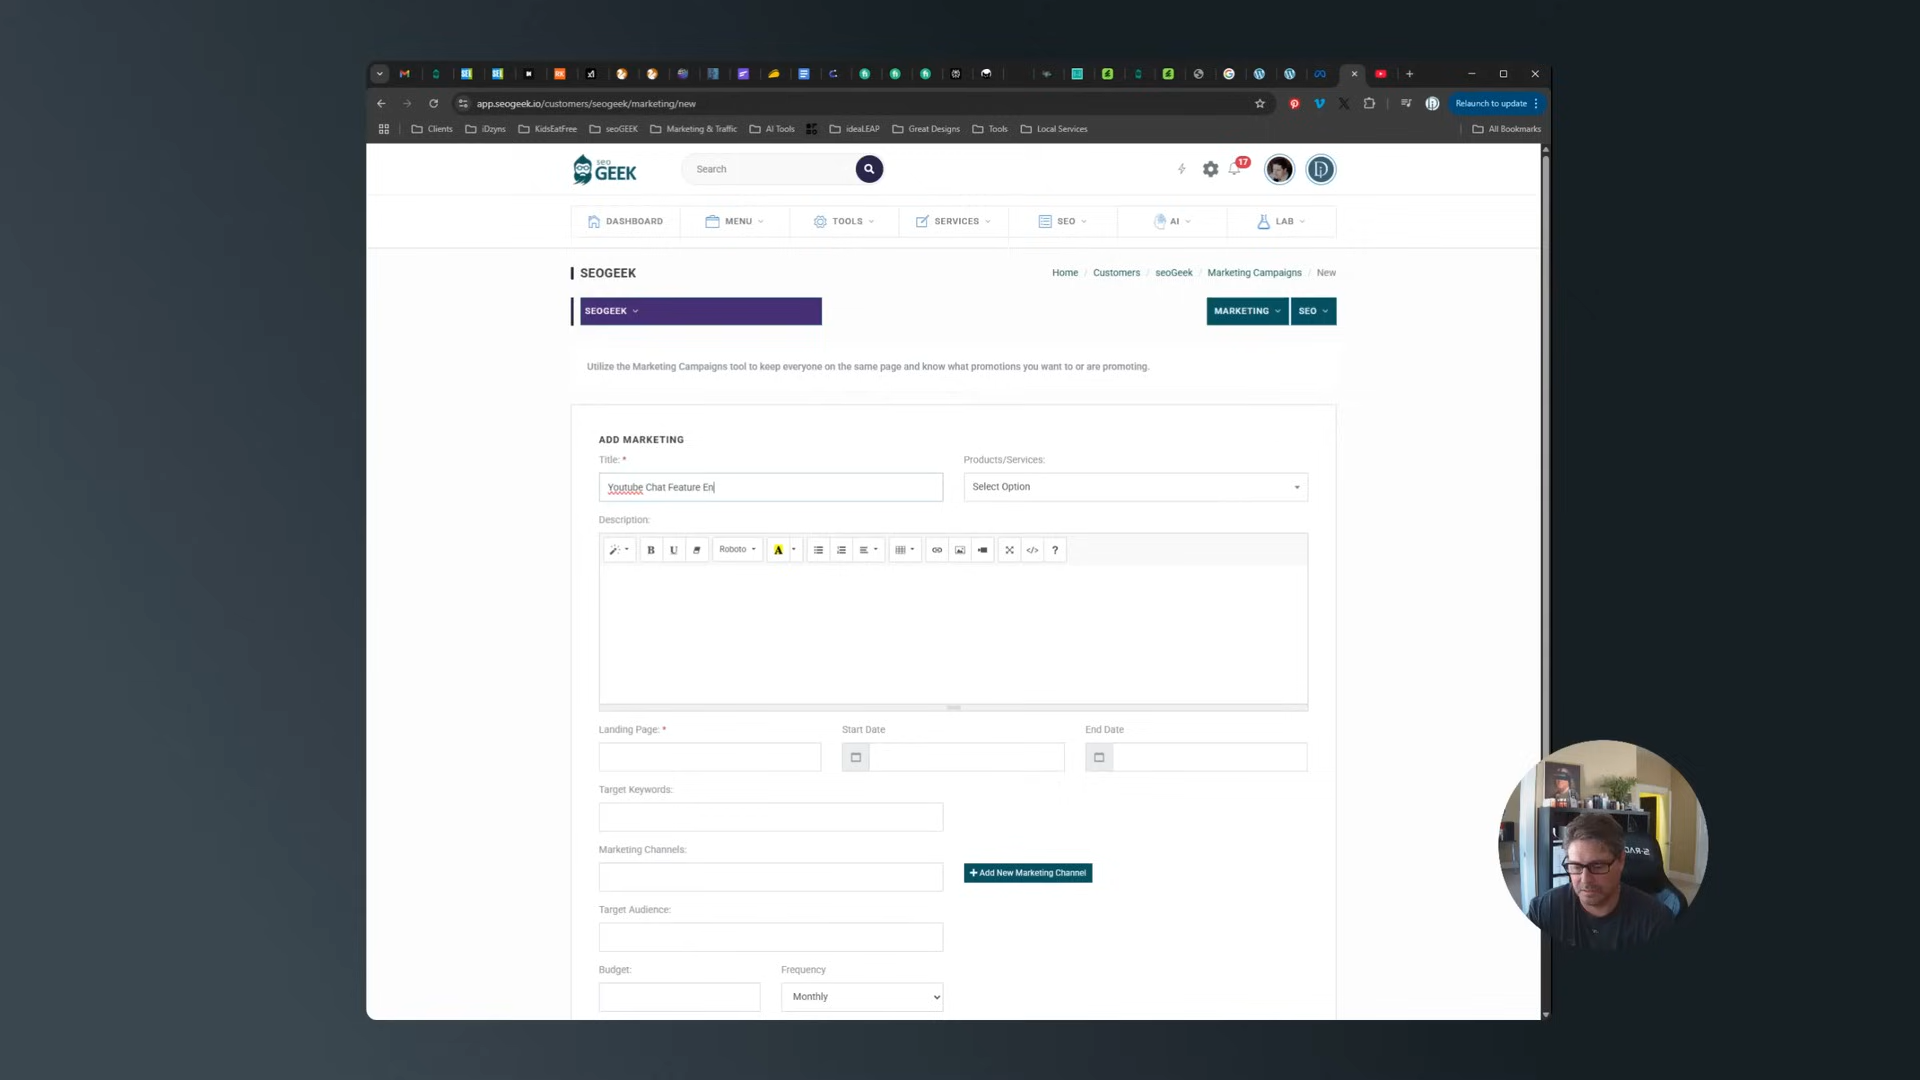 app.seogeek.io/customers/seogeek/marketing/new
Relaunch to update
Clients
iDzyns
KidsEatFree
seoGEEK
Marketing & Traffic
AI Tools
ideaLEAP
Great Designs
Tools
Local Services
All Bookmarks
seo
GEEK
Search
17
DASHBOARD
MENU
TOOLS
SERVICES
SEO
AI
LAB
SEOGEEK
Home / Customers / seoGeek / Marketing Campaigns / New
SEOGEEK
MARKETING
SEO
Utilize the Marketing Campaigns tool to keep everyone on the same page and know what promotions you want to or are promoting.
ADD MARKETING
Title: *
Products/Services:
Youtube Chat Feature En
Select Option
Description:
B U Roboto A </> ?
Landing Page: *
Start Date
End Date
Target Keywords:
Marketing Channels:
+ Add New Marketing Channel
Target Audience:
Budget:
Frequency
Monthly